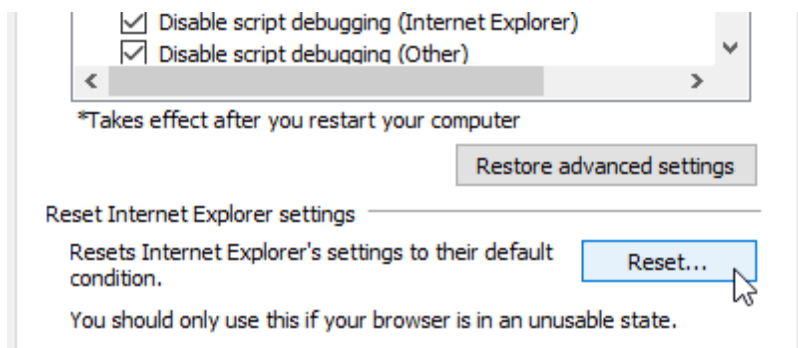 Disable script debugging (Internet Explorer)
Disable script debugging (Other)
*Takes effect after you restart your computer
Restore advanced settings
Reset Internet Explorer settings
Resets Internet Explorer's settings to their default
condition.
Reset...
You should only use this if your browser is in an unusable state.